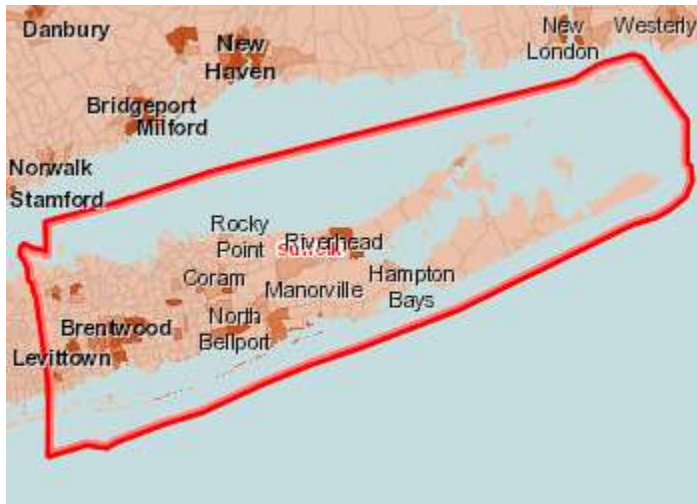 Danbury
New
Haven
New
London
Westerly
Bridgeport
Milford
Norwalk
Stamford
Rocky
Point
Riverhead
Suffolk
Coram
Manorville
Hampton
Bays
Brentwood
North
Bellport
Levittown